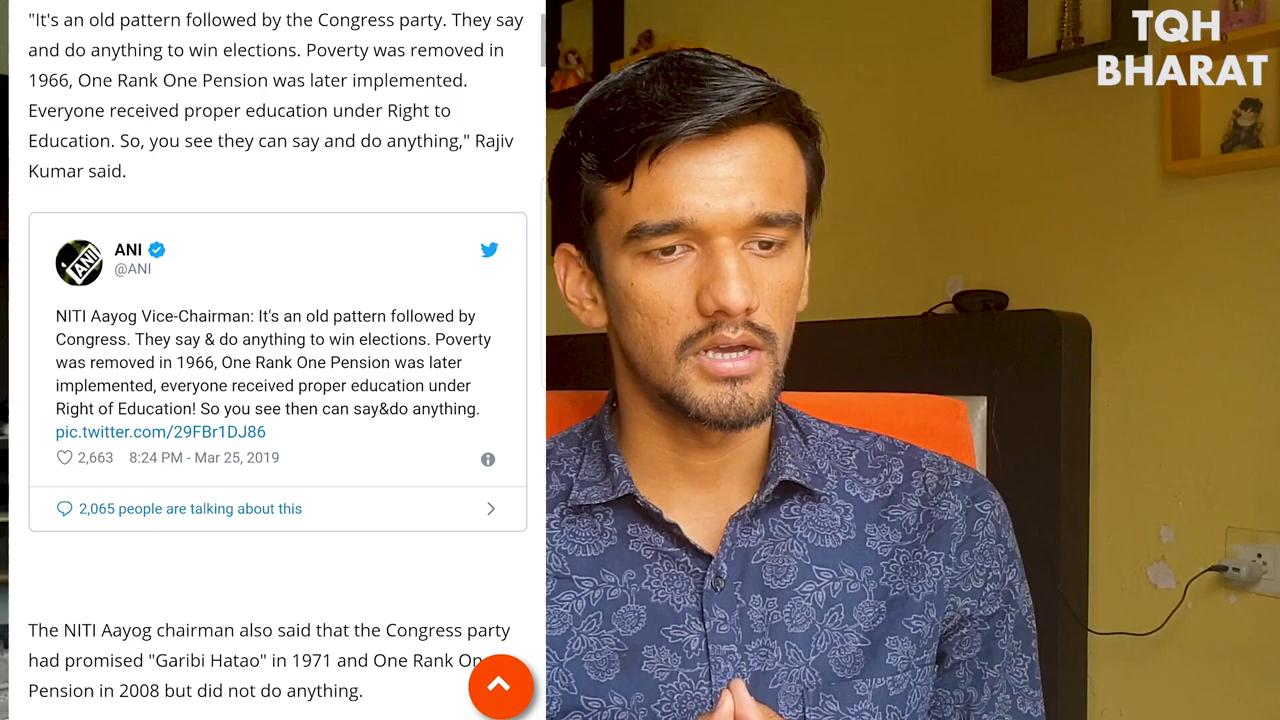 "It's an old pattern followed by the Congress party. They say
and do anything to win elections. Poverty was removed in
1966, One Rank One Pension was later implemented.
Everyone received proper education under Right to
Education. So, you see they can say and do anything," Rajiv
Kumar said.
ANI
@ANI
NITI Aayog Vice-Chairman: It's an old pattern followed by
Congress. They say & do anything to win elections. Poverty
was removed in 1966, One Rank One Pension was later
implemented, everyone received proper education under
Right of Education! So you see then can say&do anything.
pic.twitter.com/29FBr1DJ86
2,663 8:24 PM - Mar 25, 2019
2,065 people are talking about this
The NITI Aayog chairman also said that the Congress party
had promised "Garibi Hatao" in 1971 and One Rank
Pension in 2008 but did not do anything.
TQH
BHARAT